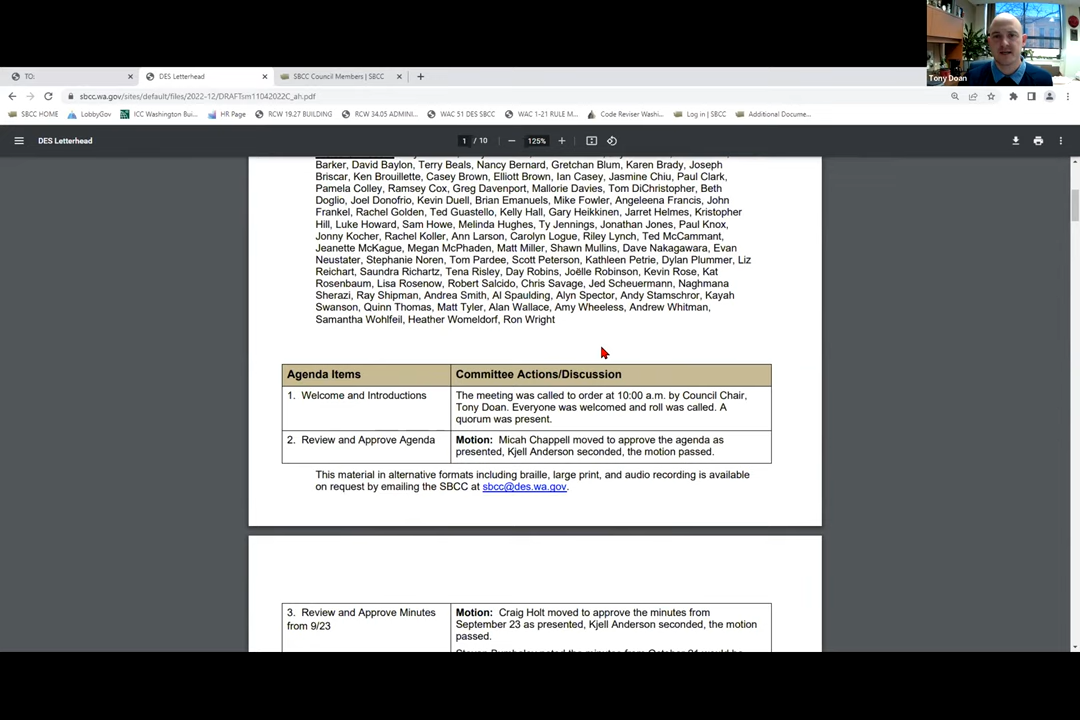 Tony Doan
TO:
DES Letterhead
SBCC Council Members | SBCC
sbcc.wa.gov/sites/default/files/2022-12/DRAFTsm11042022C_ah.pdf
SBCC HOME
LobbyGov
ICC Washington Bui...
HR Page
RCW 19.27 BUILDING
RCW 34.05 ADMINI...
WAC 51 DES SBCC
WAC 1-21 RULE M...
Code Reviser Washi...
Log in | SBCC
Additional Docume...
DES Letterhead
1 / 10
125%
Barker, David Baylon, Terry Beals, Nancy Bernard, Gretchan Blum, Karen Brady, Joseph
Briscar, Ken Brouillette, Casey Brown, Elliott Brown, Ian Casey, Jasmine Chiu, Paul Clark,
Pamela Colley, Ramsey Cox, Greg Davenport, Mallorie Davies, Tom DiChristopher, Beth
Doglio, Joel Donofrio, Kevin Duell, Brian Emanuels, Mike Fowler, Angeleena Francis, John
Frankel, Rachel Golden, Ted Guastello, Kelly Hall, Gary Heikkinen, Jarret Helmes, Kristopher
Hill, Luke Howard, Sam Howe, Melinda Hughes, Ty Jennings, Jonathan Jones, Paul Knox,
Jonny Kocher, Rachel Koller, Ann Larson, Carolyn Logue, Riley Lynch, Ted McCammant,
Jeanette McKague, Megan McPhaden, Matt Miller, Shawn Mullins, Dave Nakagawara, Evan
Neustater, Stephanie Noren, Tom Pardee, Scott Peterson, Kathleen Petrie, Dylan Plummer, Liz
Reichart, Saundra Richartz, Tena Risley, Day Robins, Joëlle Robinson, Kevin Rose, Kat
Rosenbaum, Lisa Rosenow, Robert Salcido, Chris Savage, Jed Scheuermann, Naghmana
Sherazi, Ray Shipman, Andrea Smith, Al Spaulding, Alyn Spector, Andy Stamschror, Kayah
Swanson, Quinn Thomas, Matt Tyler, Alan Wallace, Amy Wheeless, Andrew Whitman,
Samantha Wohlfeil, Heather Womeldorf, Ron Wright
Agenda Items
Committee Actions/Discussion
1. Welcome and Introductions
The meeting was called to order at 10:00 a.m. by Council Chair,
Tony Doan. Everyone was welcomed and roll was called. A
quorum was present.
2. Review and Approve Agenda
Motion: Micah Chappell moved to approve the agenda as
presented, Kjell Anderson seconded, the motion passed.
This material in alternative formats including braille, large print, and audio recording is available
on request by emailing the SBCC at sbcc@des.wa.gov.
3. Review and Approve Minutes
from 9/23
Motion: Craig Holt moved to approve the minutes from
September 23 as presented, Kjell Anderson seconded, the motion
passed.